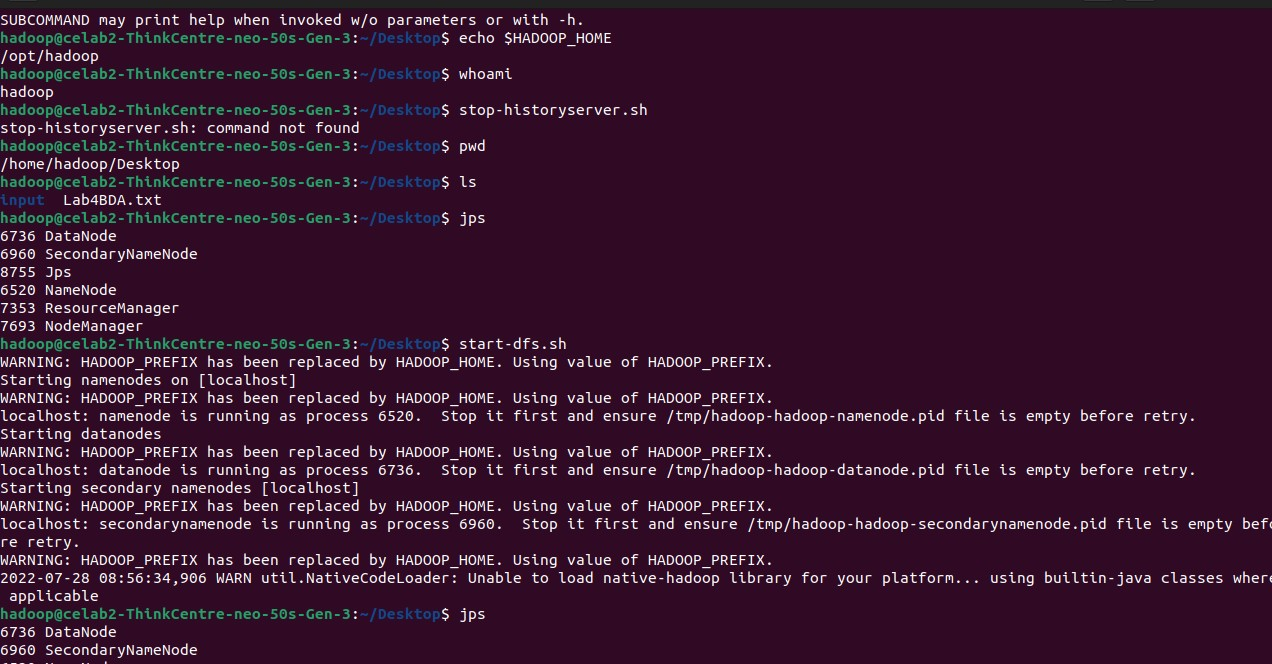 SUBCOMMAND may print help when invoked w/o parameters or with -h.
hadoop@celab2-ThinkCentre-neo-50s-Gen-3:~/Desktop$ echo $HADOOP_HOME
/opt/hadoop
hadoop@celab2-ThinkCentre-neo-50s-Gen-3:~/Desktop$ whoami
hadoop
hadoop@celab2-ThinkCentre-neo-50s-Gen-3:~/Desktop$ stop-historyserver.sh
stop-historyserver.sh: command not found
hadoop@celab2-ThinkCentre-neo-50s-Gen-3:~/Desktop$ pwd
/home/hadoop/Desktop
hadoop@celab2-ThinkCentre-neo-50s-Gen-3:~/Desktop$ ls
input  Lab4BDA.txt
hadoop@celab2-ThinkCentre-neo-50s-Gen-3:~/Desktop$ jps
6736 DataNode
6960 SecondaryNameNode
8755 Jps
6520 NameNode
7353 ResourceManager
7693 NodeManager
hadoop@celab2-ThinkCentre-neo-50s-Gen-3:~/Desktop$ start-dfs.sh
WARNING: HADOOP_PREFIX has been replaced by HADOOP_HOME. Using value of HADOOP_PREFIX.
Starting namenodes on [localhost]
WARNING: HADOOP_PREFIX has been replaced by HADOOP_HOME. Using value of HADOOP_PREFIX.
localhost: namenode is running as process 6520.  Stop it first and ensure /tmp/hadoop-hadoop-namenode.pid file is empty before retry.
Starting datanodes
WARNING: HADOOP_PREFIX has been replaced by HADOOP_HOME. Using value of HADOOP_PREFIX.
localhost: datanode is running as process 6736.  Stop it first and ensure /tmp/hadoop-hadoop-datanode.pid file is empty before retry.
Starting secondary namenodes [localhost]
WARNING: HADOOP_PREFIX has been replaced by HADOOP_HOME. Using value of HADOOP_PREFIX.
localhost: secondarynamenode is running as process 6960.  Stop it first and ensure /tmp/hadoop-hadoop-secondarynamenode.pid file is empty befo
re retry.
WARNING: HADOOP_PREFIX has been replaced by HADOOP_HOME. Using value of HADOOP_PREFIX.
2022-07-28 08:56:34,906 WARN util.NativeCodeLoader: Unable to load native-hadoop library for your platform... using builtin-java classes where
 applicable
hadoop@celab2-ThinkCentre-neo-50s-Gen-3:~/Desktop$ jps
6736 DataNode
6960 SecondaryNameNode